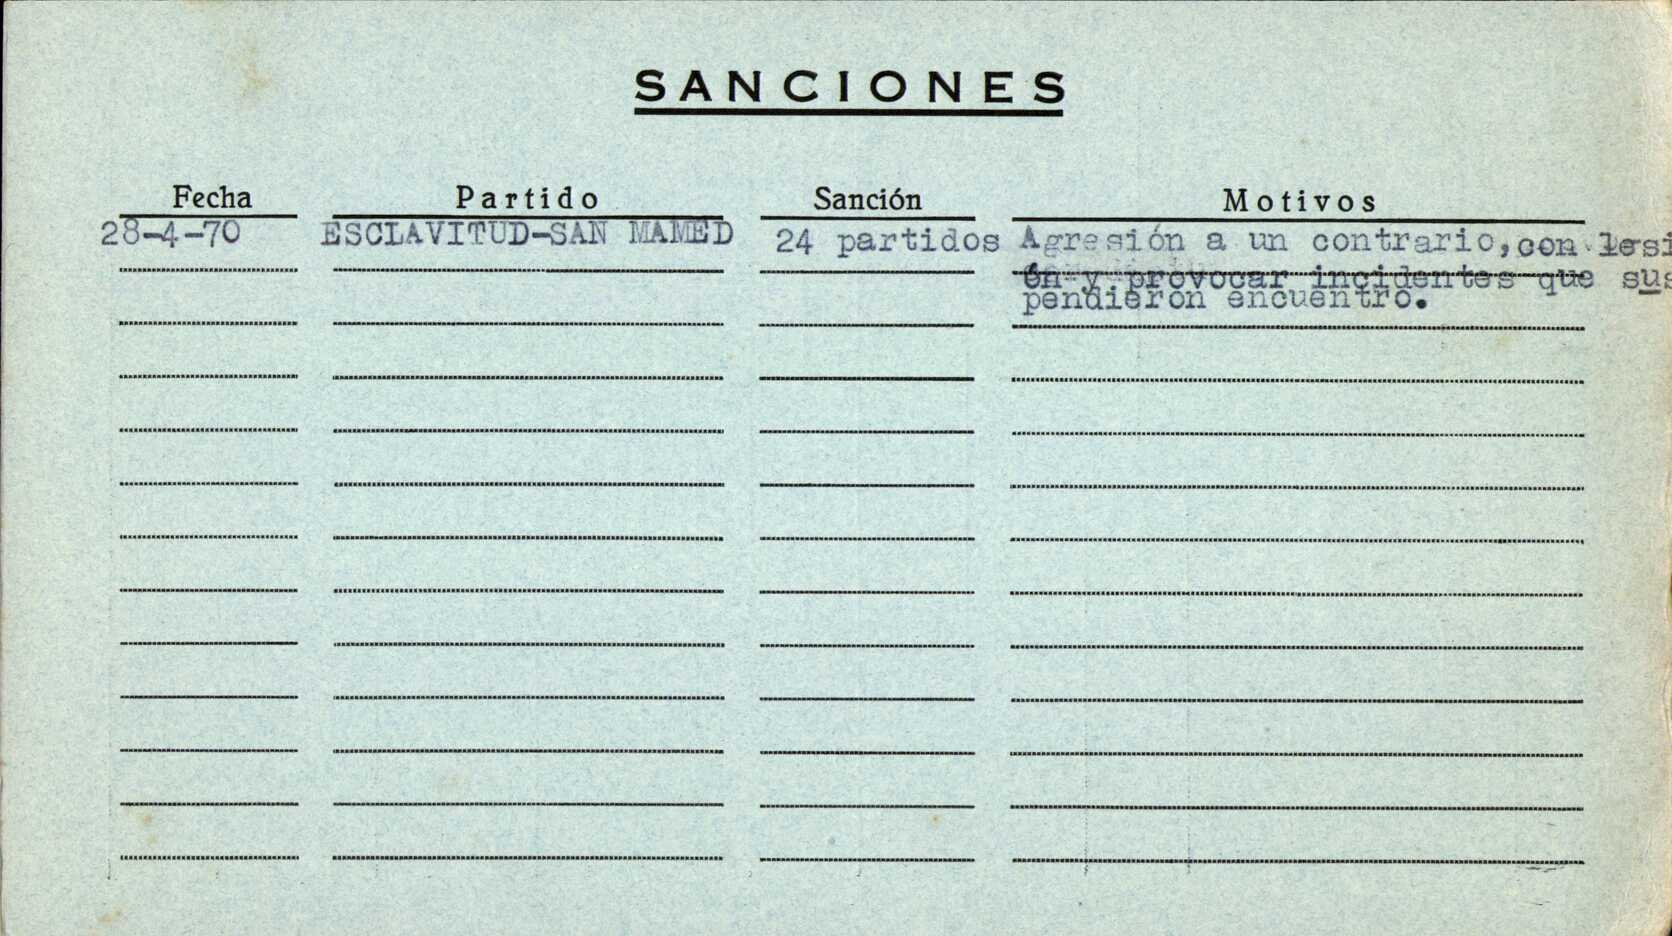 SANCIONES
Fecha Partido Sanción Motivos
28-4-70 ESCLAVITUD-SAN MAMED 24 partidos Agresión a un contrario, con lesi
ón y provocar incidentes que sus
pendieron encuentro.